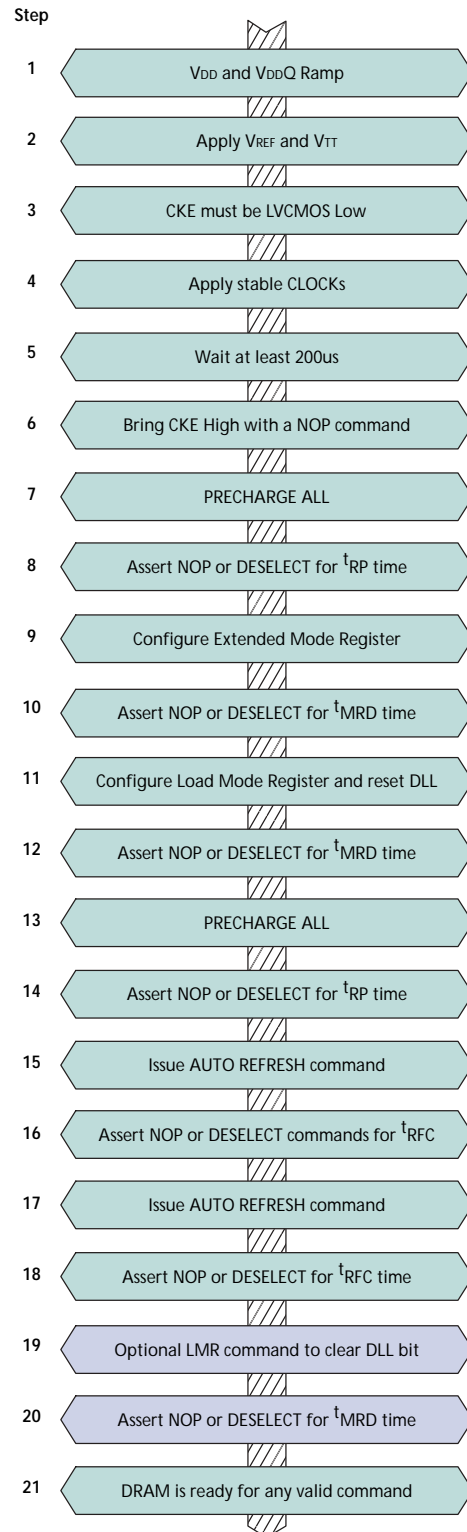 Step
1 VDD and VDDQ Ramp
2 Apply VREF and VTT
3 CKE must be LVCMOS Low
4 Apply stable CLOCKs
5 Wait at least 200us
6 Bring CKE High with a NOP command
7 PRECHARGE ALL
8 Assert NOP or DESELECT for tRP time
9 Configure Extended Mode Register
10 Assert NOP or DESELECT for tMRD time
11 Configure Load Mode Register and reset DLL
12 Assert NOP or DESELECT for tMRD time
13 PRECHARGE ALL
14 Assert NOP or DESELECT for tRP time
15 Issue AUTO REFRESH command
16 Assert NOP or DESELECT commands for tRFC
17 Issue AUTO REFRESH command
18 Assert NOP or DESELECT for tRFC time
19 Optional LMR command to clear DLL bit
20 Assert NOP or DESELECT for tMRD time
21 DRAM is ready for any valid command